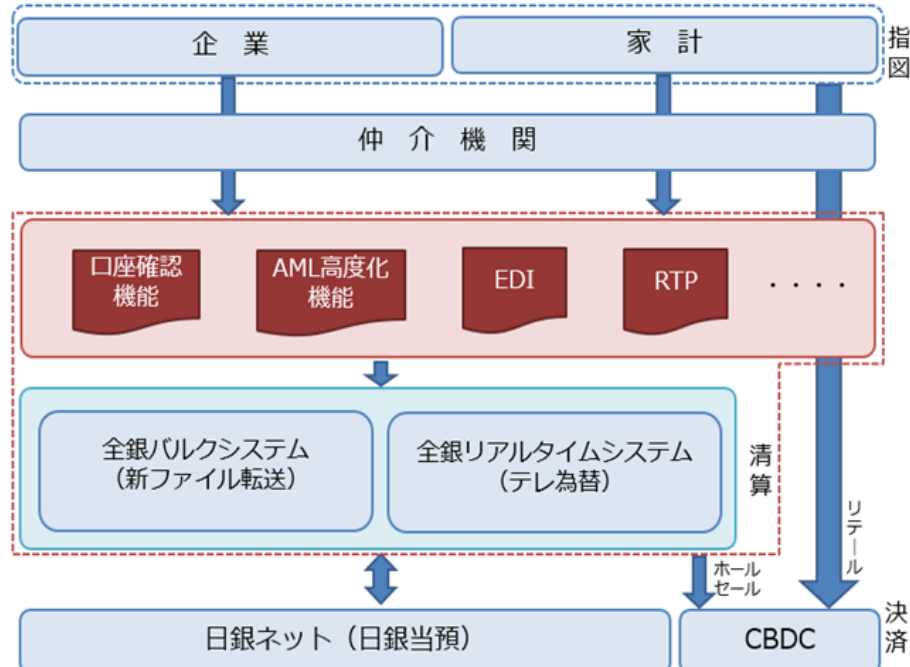 企 業
家 計
指図
仲 介 機 関
口座確認
機能
AML高度化
機能
EDI
RTP
・・・・
全銀バルクシステム
(新ファイル転送)
全銀リアルタイムシステム
(テレ為替)
清算
リテール
ホール
セール
日銀ネット(日銀当預)
CBDC
決済